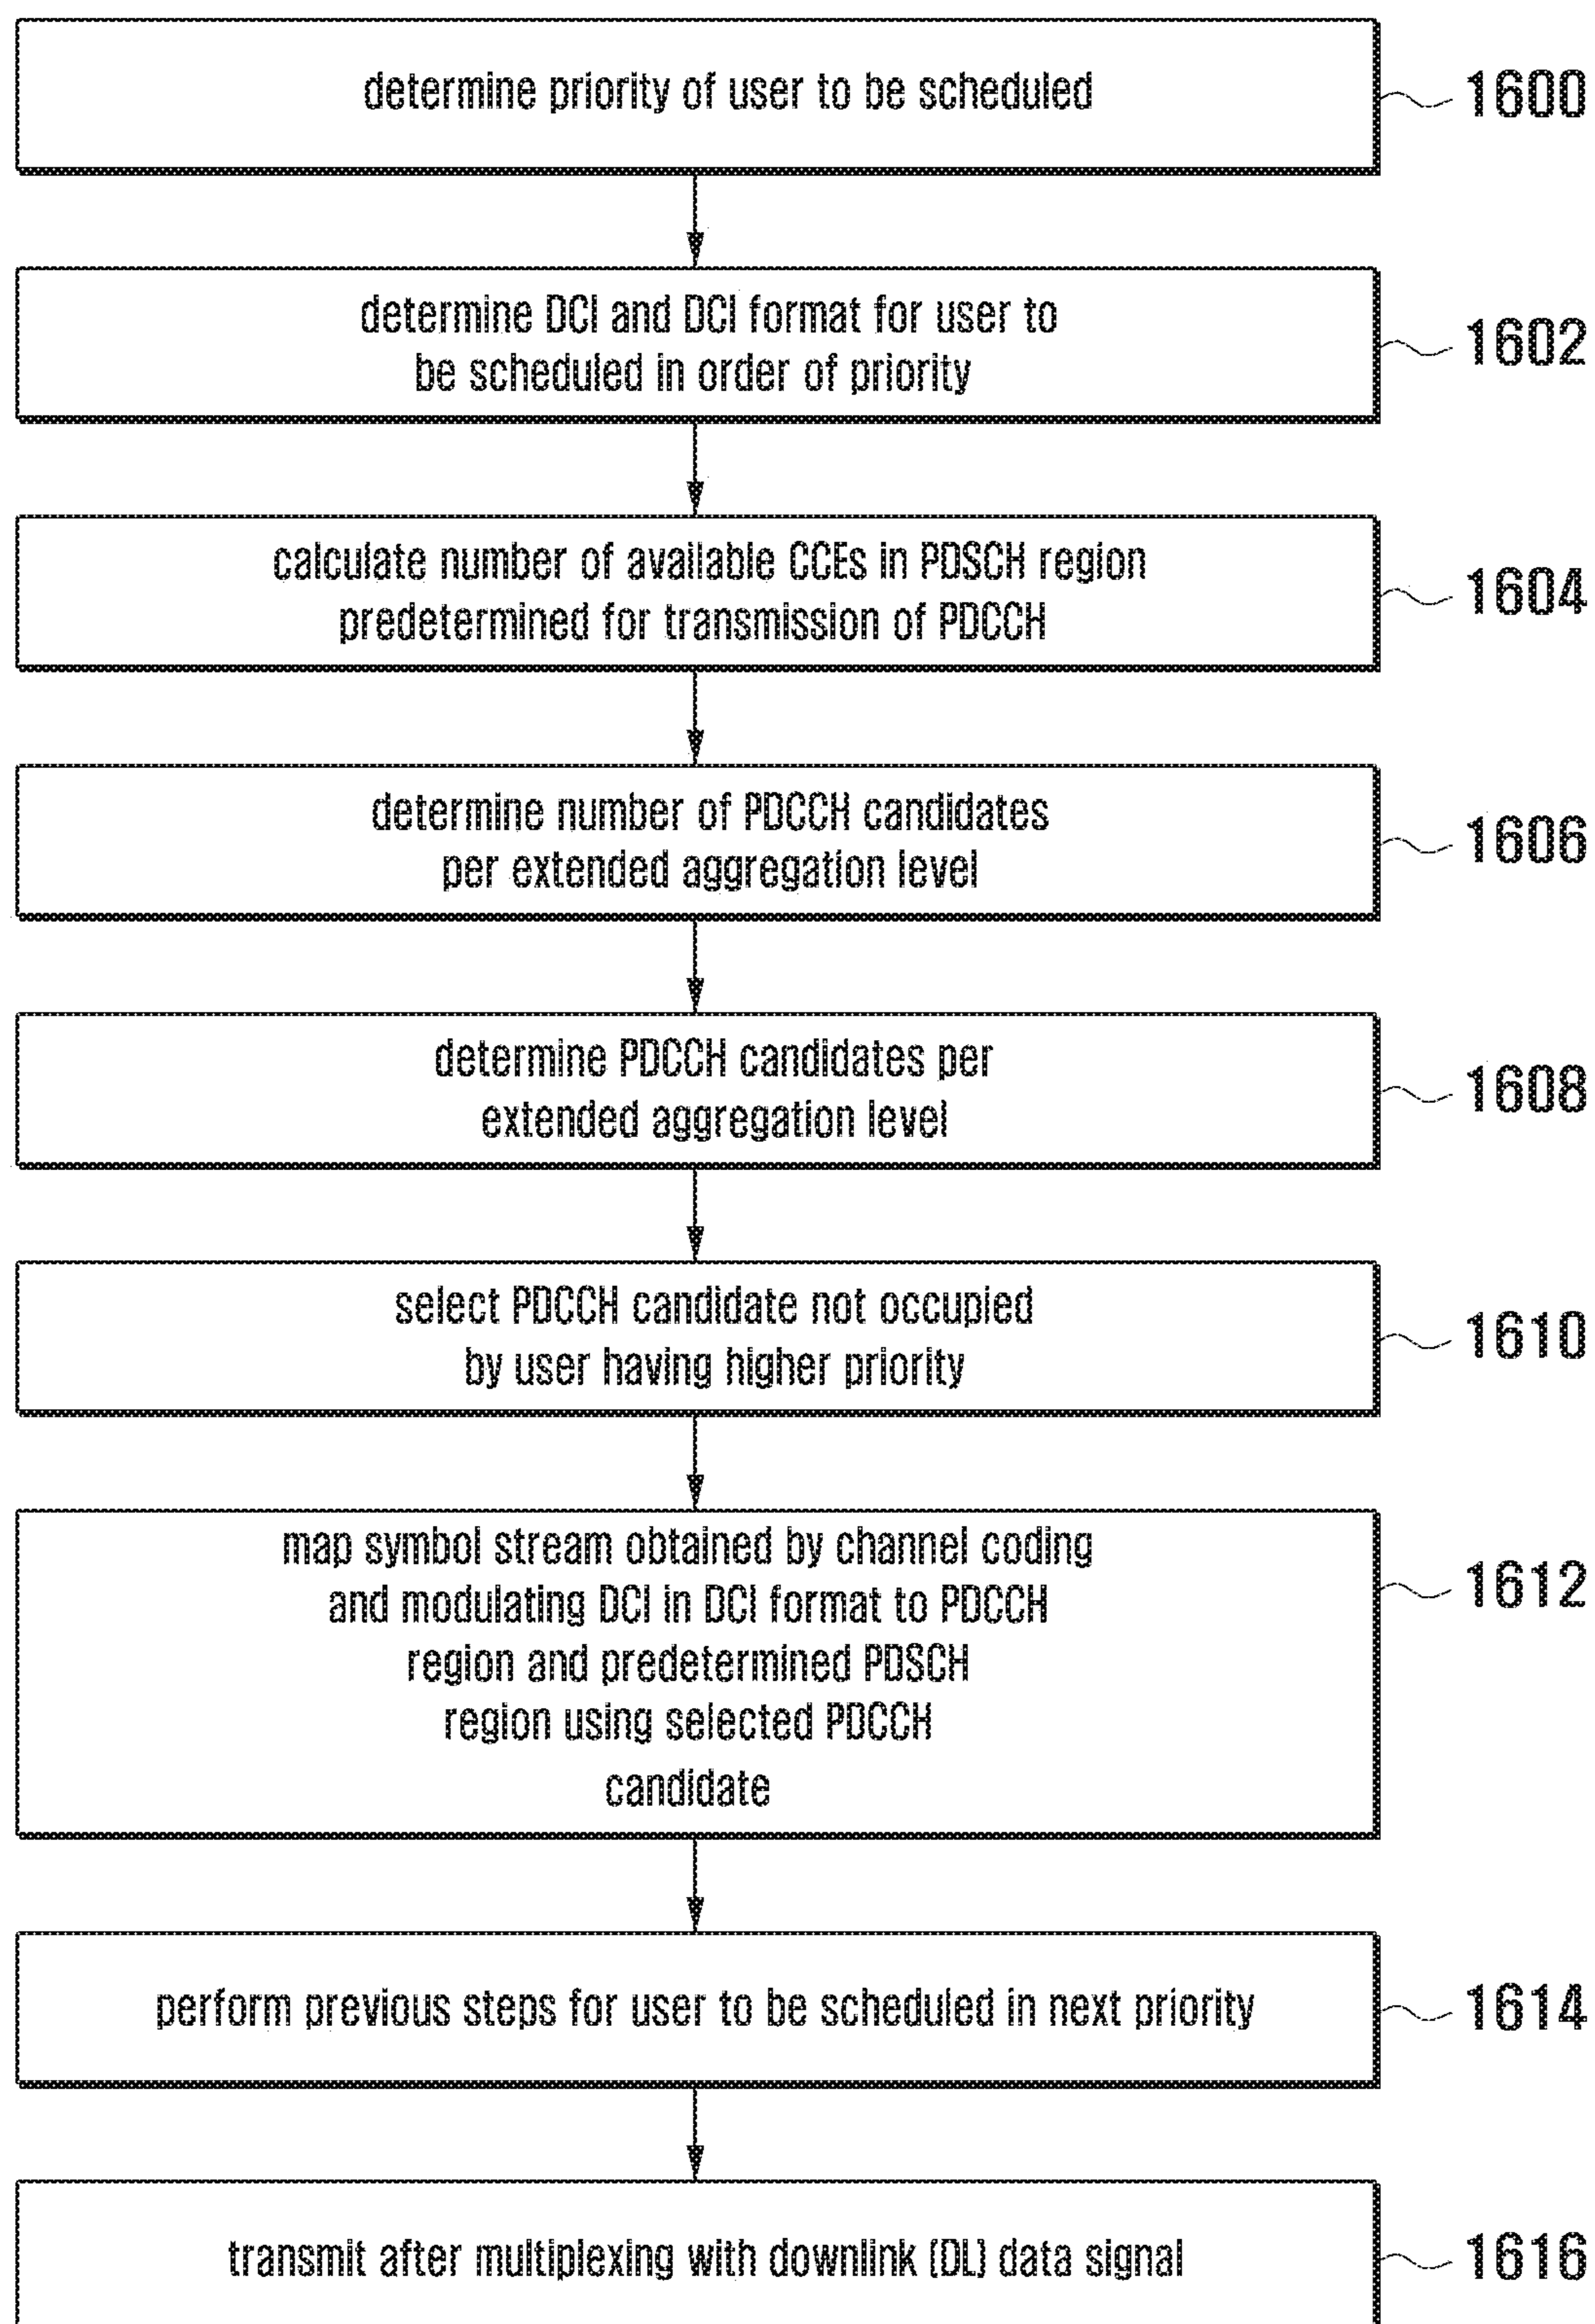 determine priority of user to be scheduled
1600
determine DCI and DCI format for user to
be scheduled in order of priority
1602
calculate number of available CCEs in PDSCH region
predetermined for transmission of PDCCH
1604
determine number of PDCCH candidates
per extended aggregation level
1606
determine PDCCH candidates per
extended aggregation level
1608
select PDCCH candidate not occupied
by user having higher priority
1610
map symbol stream obtained by channel coding
and modulating DCI in DCI format to PDCCH
region and predetermined PDSCH
region using selected PDCCH
candidate
1612
perform previous steps for user to be scheduled in next priority
1614
transmit after multiplexing with downlink (DL) data signal
1616